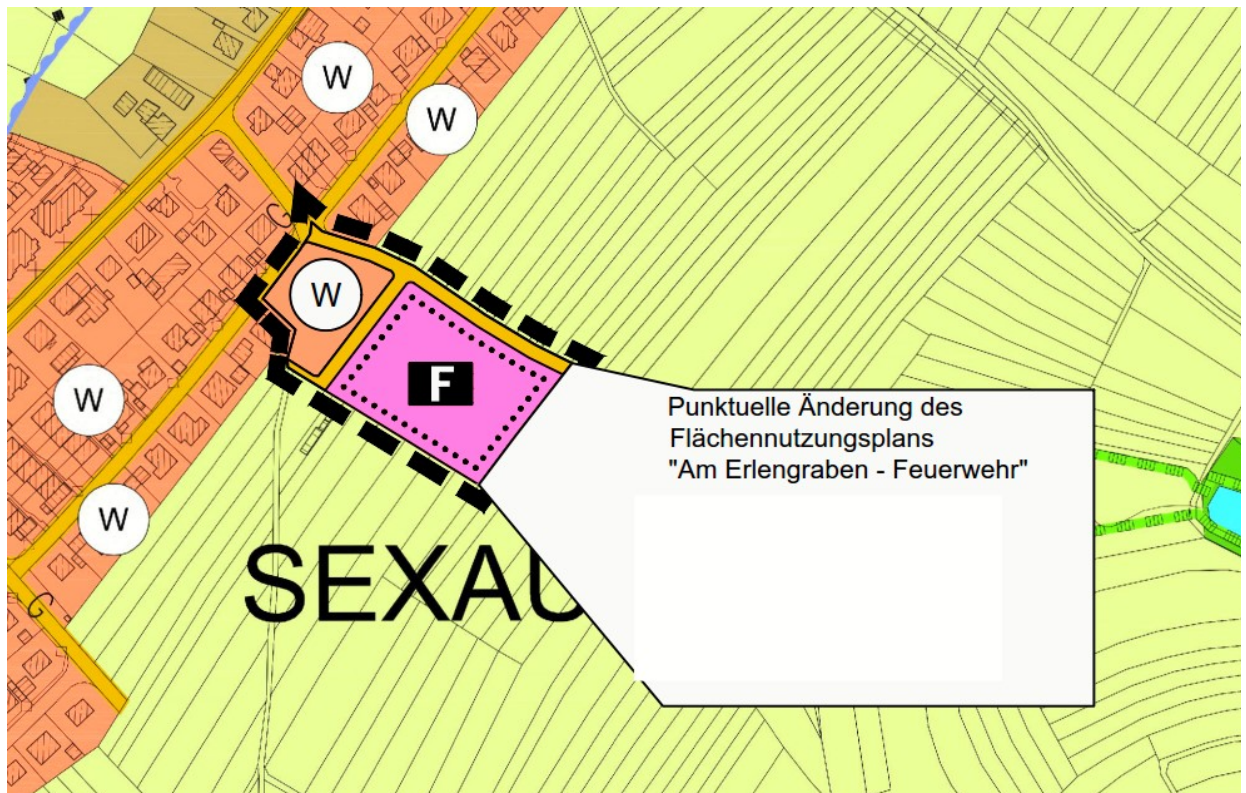 W
W
G
W
F
Punktuelle Änderung des
Flächennutzungsplans
"Am Erlengraben - Feuerwehr"
W
W
SEXAU
G